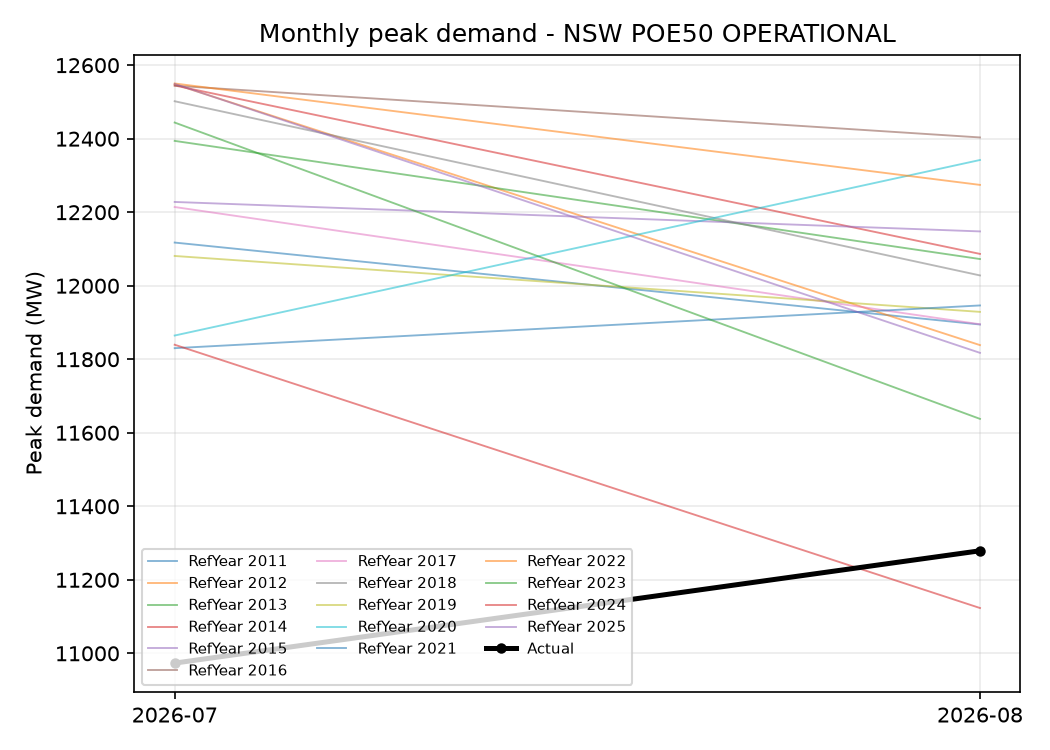 Monthly peak demand - NSW POE50 OPERATIONAL
Peak demand (MW)
12600
12400
12200
12000
11800
11600
11400
11200
11000
RefYear 2011
RefYear 2012
RefYear 2013
RefYear 2014
RefYear 2015
RefYear 2016
RefYear 2017
RefYear 2018
RefYear 2019
RefYear 2020
RefYear 2021
RefYear 2022
RefYear 2023
RefYear 2024
RefYear 2025
Actual
2026-07
2026-08